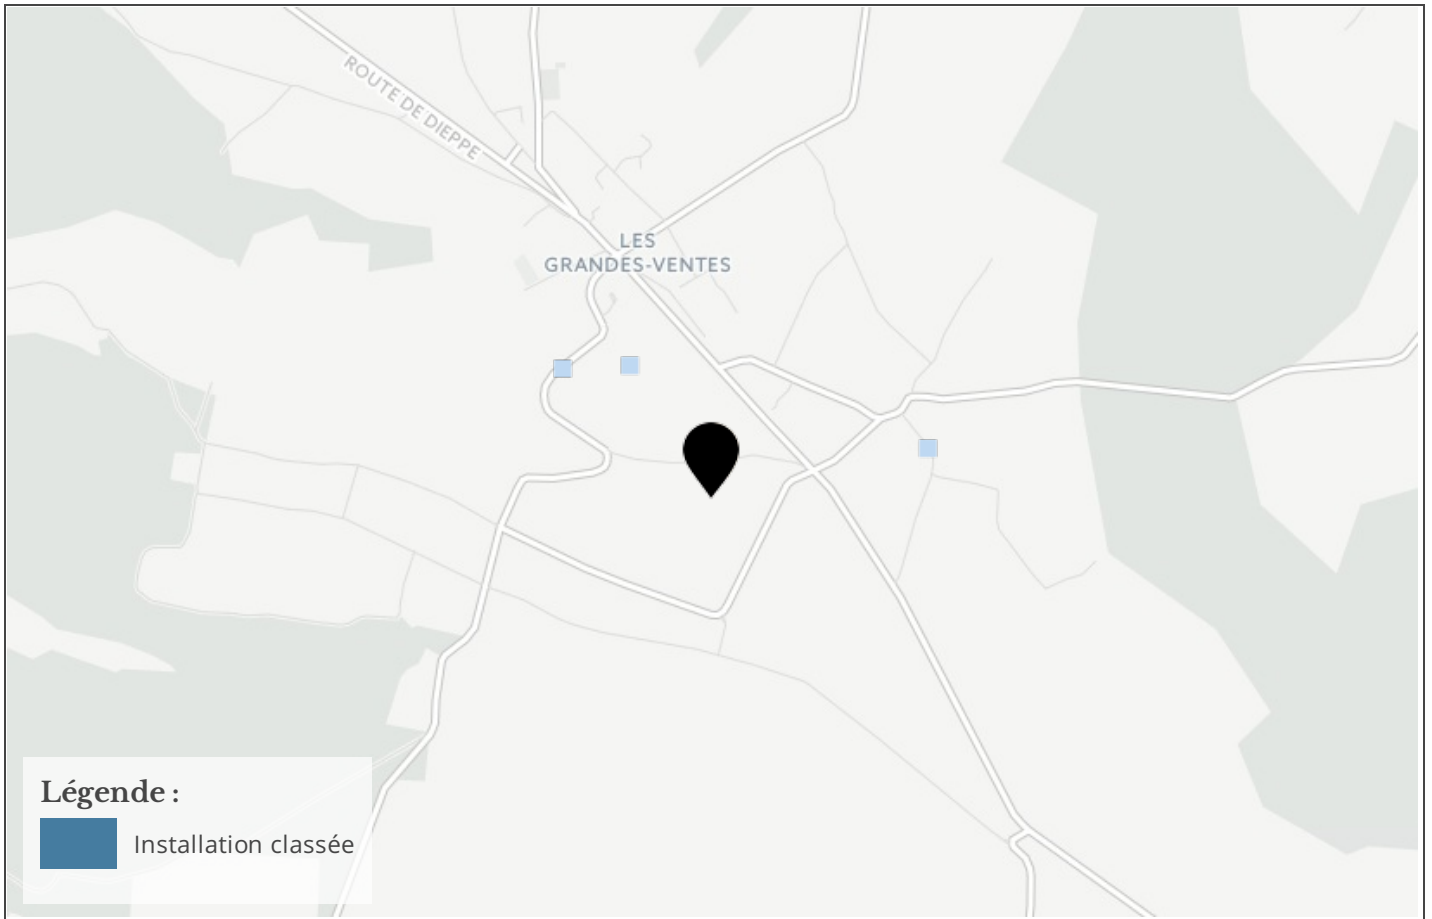 ROUTE DE DIEPPE
LES
GRANDES-VENTES
Légende :
Installation classée